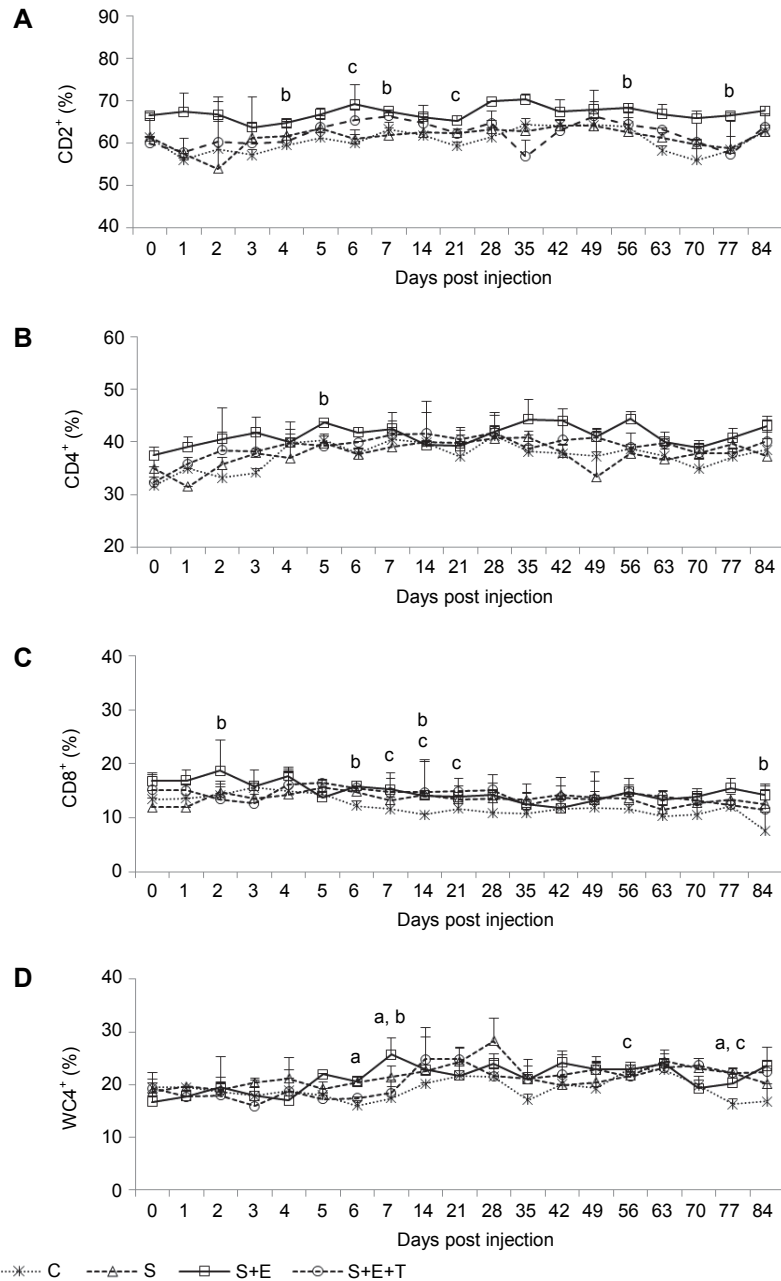 A
CD2⁺ (%)
90
80
70
60
50
40
b
c
b
c
b
b
0 1 2 3 4 5 6 7 14 21 28 35 42 49 56 63 70 77 84
Days post injection
B
CD4⁺ (%)
60
50
40
30
20
b
0 1 2 3 4 5 6 7 14 21 28 35 42 49 56 63 70 77 84
Days post injection
C
CD8⁺ (%)
40
30
20
10
0
b
b
c
b
c
c
b
0 1 2 3 4 5 6 7 14 21 28 35 42 49 56 63 70 77 84
Days post injection
D
WC4⁺ (%)
40
30
20
10
0
a
a, b
c
a, c
0 1 2 3 4 5 6 7 14 21 28 35 42 49 56 63 70 77 84
Days post injection
C S S+E S+E+T